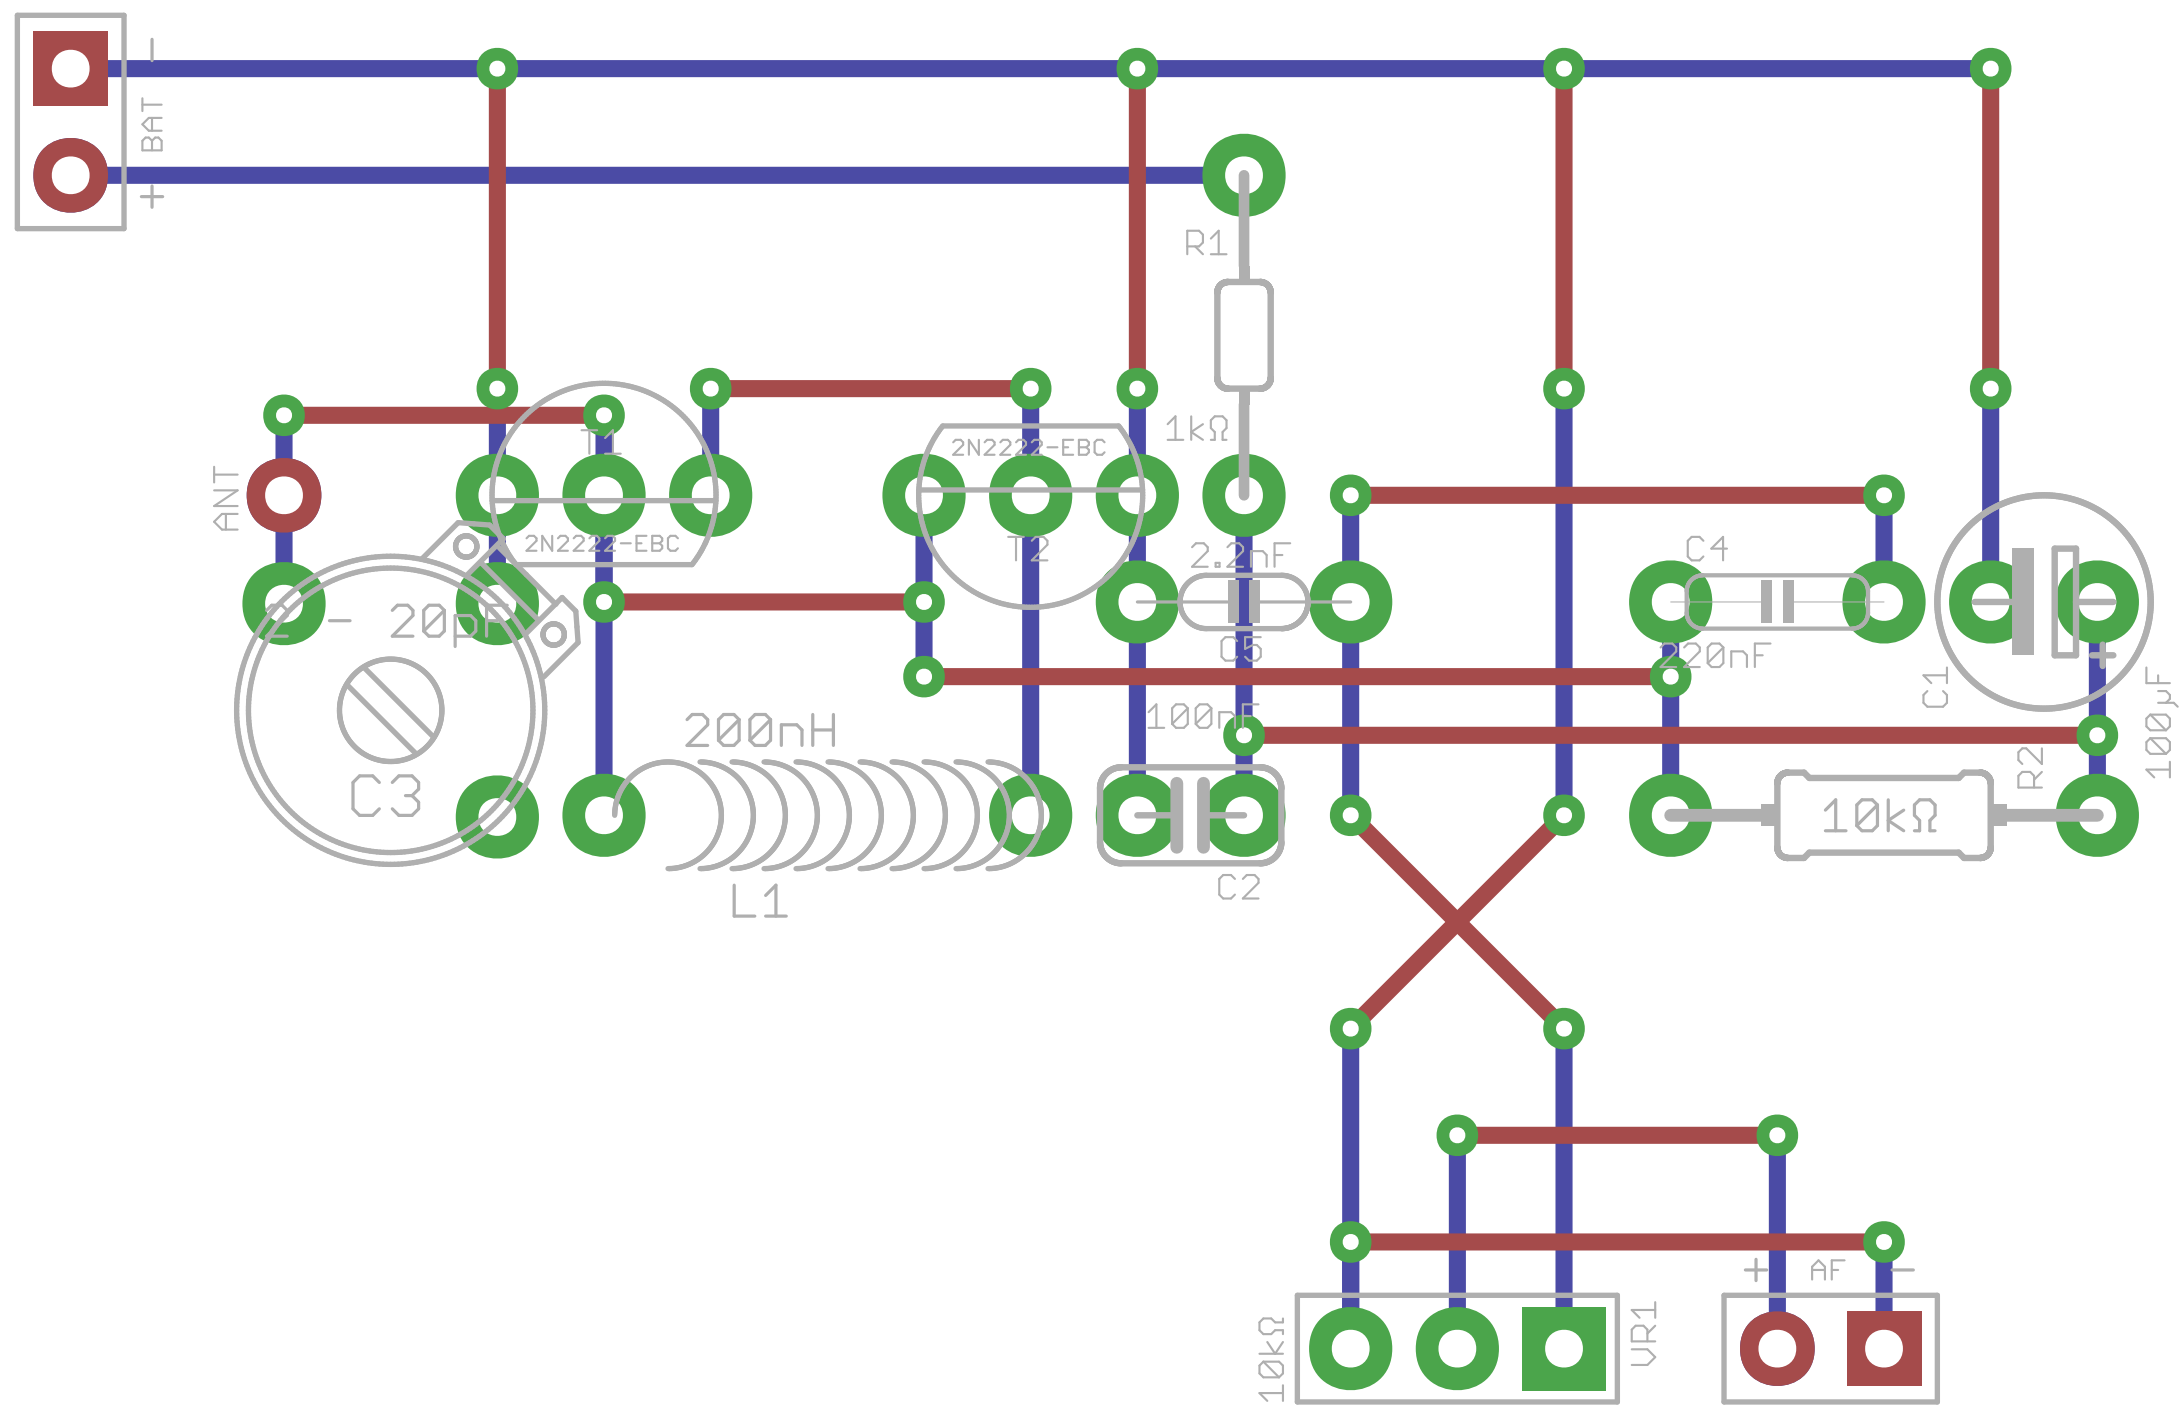 −
BAT
+
R1
1kΩ
T1
2N2222-EBC
2N2222-EBC
T2
ANT
2 - 20pF
C3
200nH
L1
2.2nF
C5
100nF
C2
C4
220nF
C1
+
100µF
R2
10kΩ
+ AF −
10kΩ
VR1